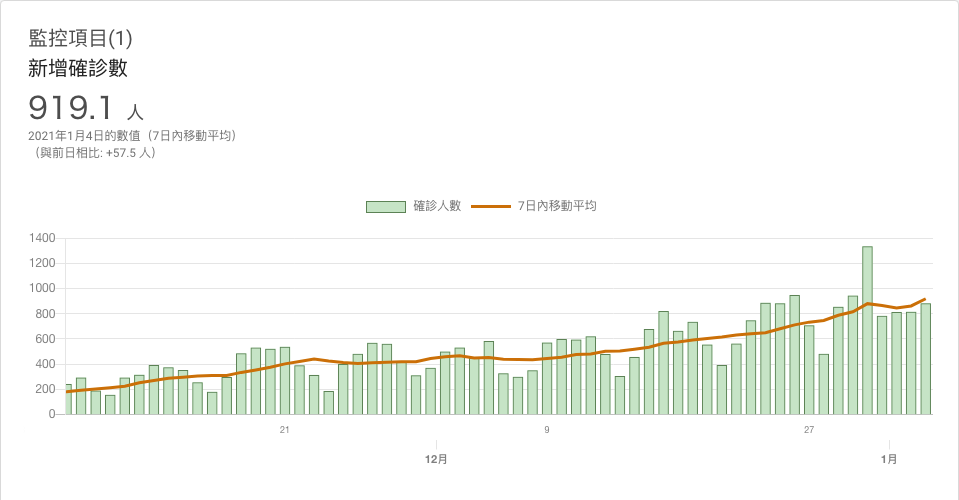 監控項目(1)
新增確診數
919.1 人
2021年1月4日的數值（7日內移動平均）
（與前日相比: +57.5 人）
確診人數 7日內移動平均
1400
1200
1000
800
600
400
200
0
21 9 27
12月 1月